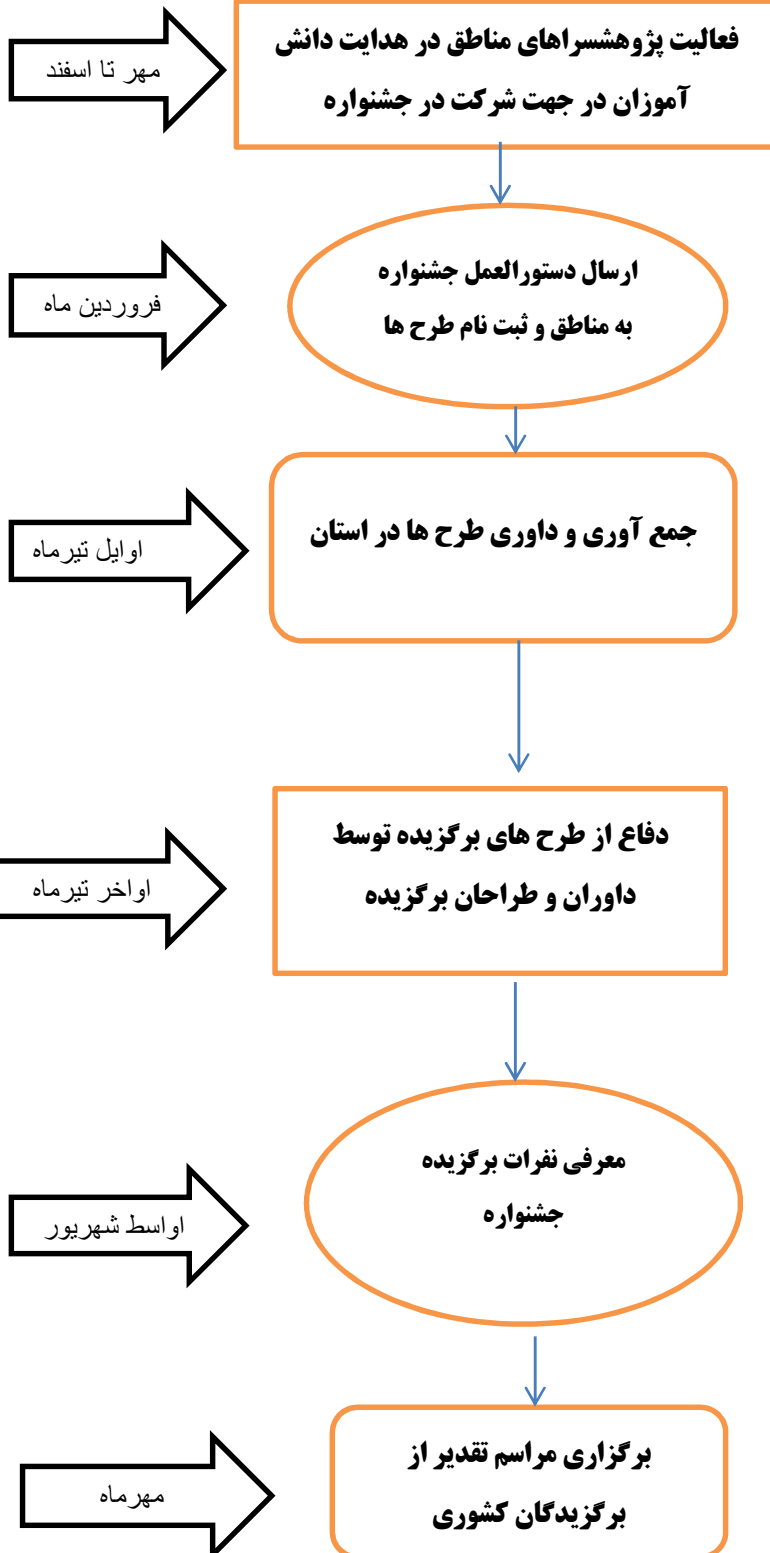 فعالیت پژوهشسراهای مناطق در هدایت دانش
آموزان در جهت شرکت در جشنواره
مهر تا اسفند
ارسال دستورالعمل جشنواره
به مناطق و ثبت نام طرح ها
فروردین ماه
جمع آوری و داوری طرح ها در استان
اوایل تیرماه
دفاع از طرح های برگزیده توسط
داوران و طراحان برگزیده
اواخر تیرماه
معرفی نفرات برگزیده
جشنواره
اواسط شهریور
برگزاری مراسم تقدیر از
برگزیدگان کشوری
مهرماه